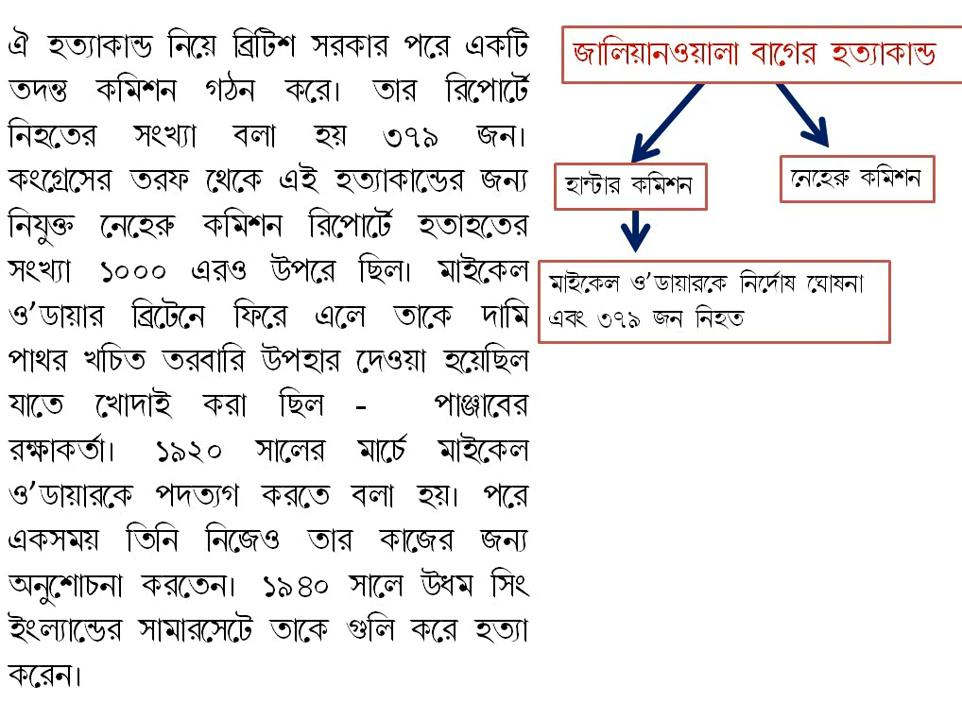 ঐ হত্যাকান্ড নিয়ে ব্রিটিশ সরকার পরে একটি
তদন্ত কমিশন গঠন করে। তার রিপোর্টে
নিহতের সংখ্যা বলা হয় ৩৭৯ জন।
কংগ্রেসের তরফ থেকে এই হত্যাকান্ডের জন্য
নিযুক্ত নেহেরু কমিশন রিপোর্টে হতাহতের
সংখ্যা ১০০০ এরও উপরে ছিল। মাইকেল
ও'ডায়ার ব্রিটেনে ফিরে এলে তাকে দামি
পাথর খচিত তরবারি উপহার দেওয়া হয়েছিল
যাতে খোদাই করা ছিল - পাঞ্জাবের
রক্ষাকর্তা। ১৯২০ সালের মার্চে মাইকেল
ও'ডায়ারকে পদত্যগ করতে বলা হয়। পরে
একসময় তিনি নিজেও তার কাজের জন্য
অনুশোচনা করতেন। ১৯৪০ সালে উধম সিং
ইংল্যান্ডের সামারসেটে তাকে গুলি করে হত্যা
করেন।
জালিয়ানওয়ালা বাগের হত্যাকান্ড
হান্টার কমিশন
নেহেরু কমিশন
মাইকেল ও'ডায়ারকে নির্দোষ ঘোষনা
এবং ৩৭৯ জন নিহত